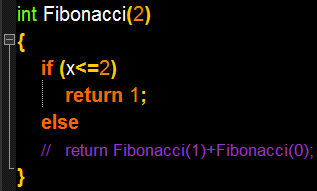 int Fibonacci(2)
{
if (x<=2)
return 1;
else
// return Fibonacci(1)+Fibonacci(0);
}